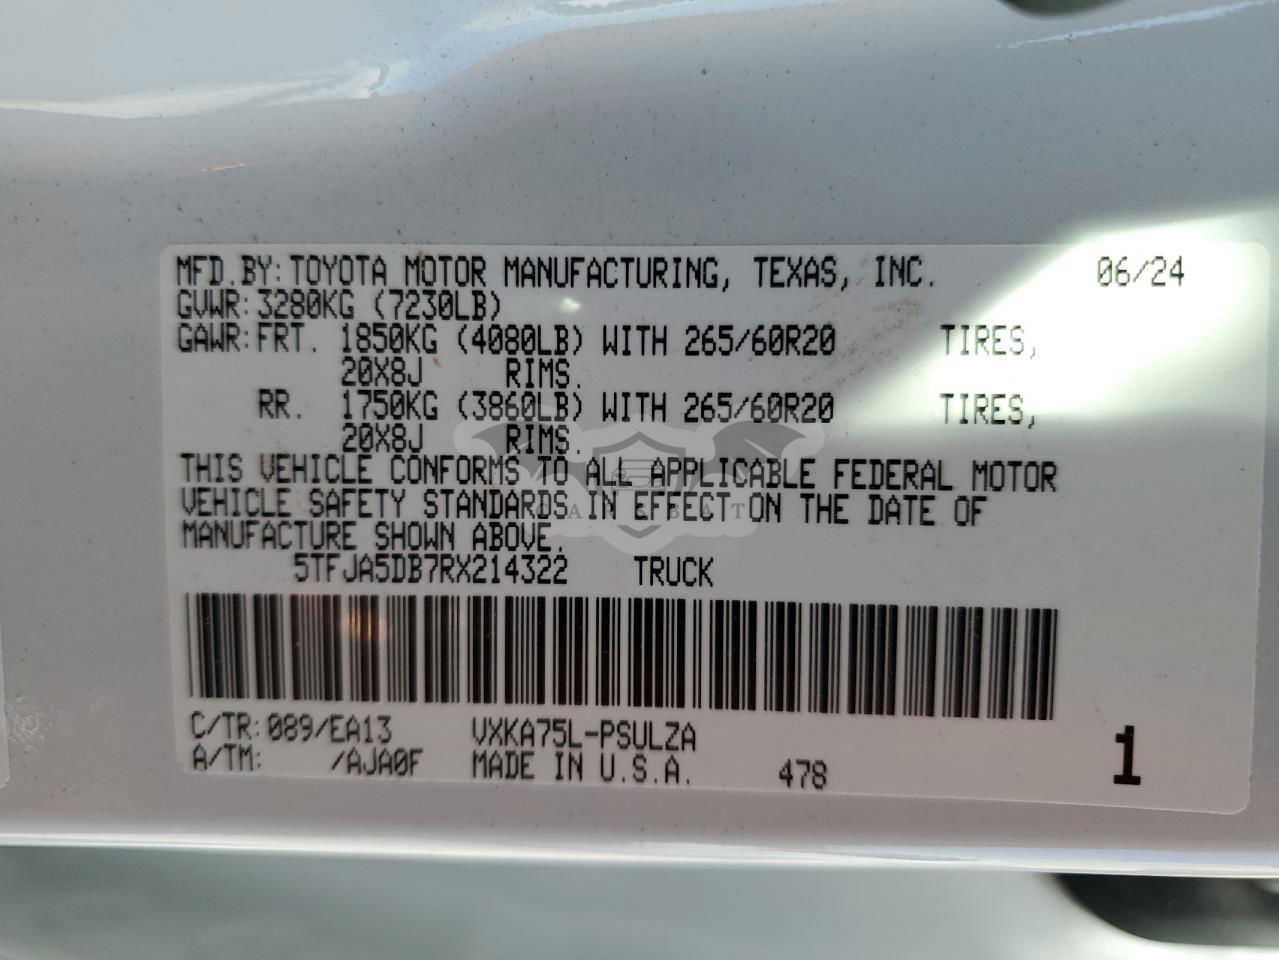 MFD.BY: TOYOTA MOTOR MANUFACTURING, TEXAS, INC. 06/24
GVWR: 3280KG (7230LB)
GAWR: FRT. 1850KG (4080LB) WITH 265/60R20 TIRES,
20X8J RIMS.
RR. 1750KG (3860LB) WITH 265/60R20 TIRES,
20X8J RIMS.
THIS VEHICLE CONFORMS TO ALL APPLICABLE FEDERAL MOTOR
VEHICLE SAFETY STANDARDS IN EFFECT ON THE DATE OF
MANUFACTURE SHOWN ABOVE.
5TFJA5DB7RX214322 TRUCK
C/TR: 089/EA13 VXKA75L-PSULZA
A/TM: /AJA0F MADE IN U.S.A. 478 1